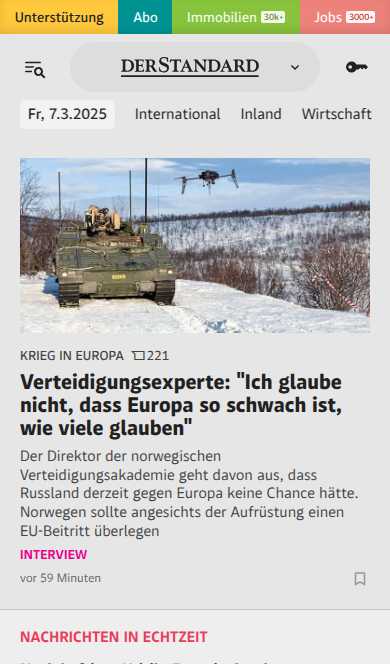 Unterstützung Abo Immobilien 30k+ Jobs 3000+
DERSTANDARD
Fr, 7.3.2025 International Inland Wirtschaft
KRIEG IN EUROPA 221
Verteidigungsexperte: "Ich glaube
nicht, dass Europa so schwach ist,
wie viele glauben"
Der Direktor der norwegischen
Verteidigungsakademie geht davon aus, dass
Russland derzeit gegen Europa keine Chance hätte.
Norwegen sollte angesichts der Aufrüstung einen
EU-Beitritt überlegen
INTERVIEW
vor 59 Minuten
NACHRICHTEN IN ECHTZEIT